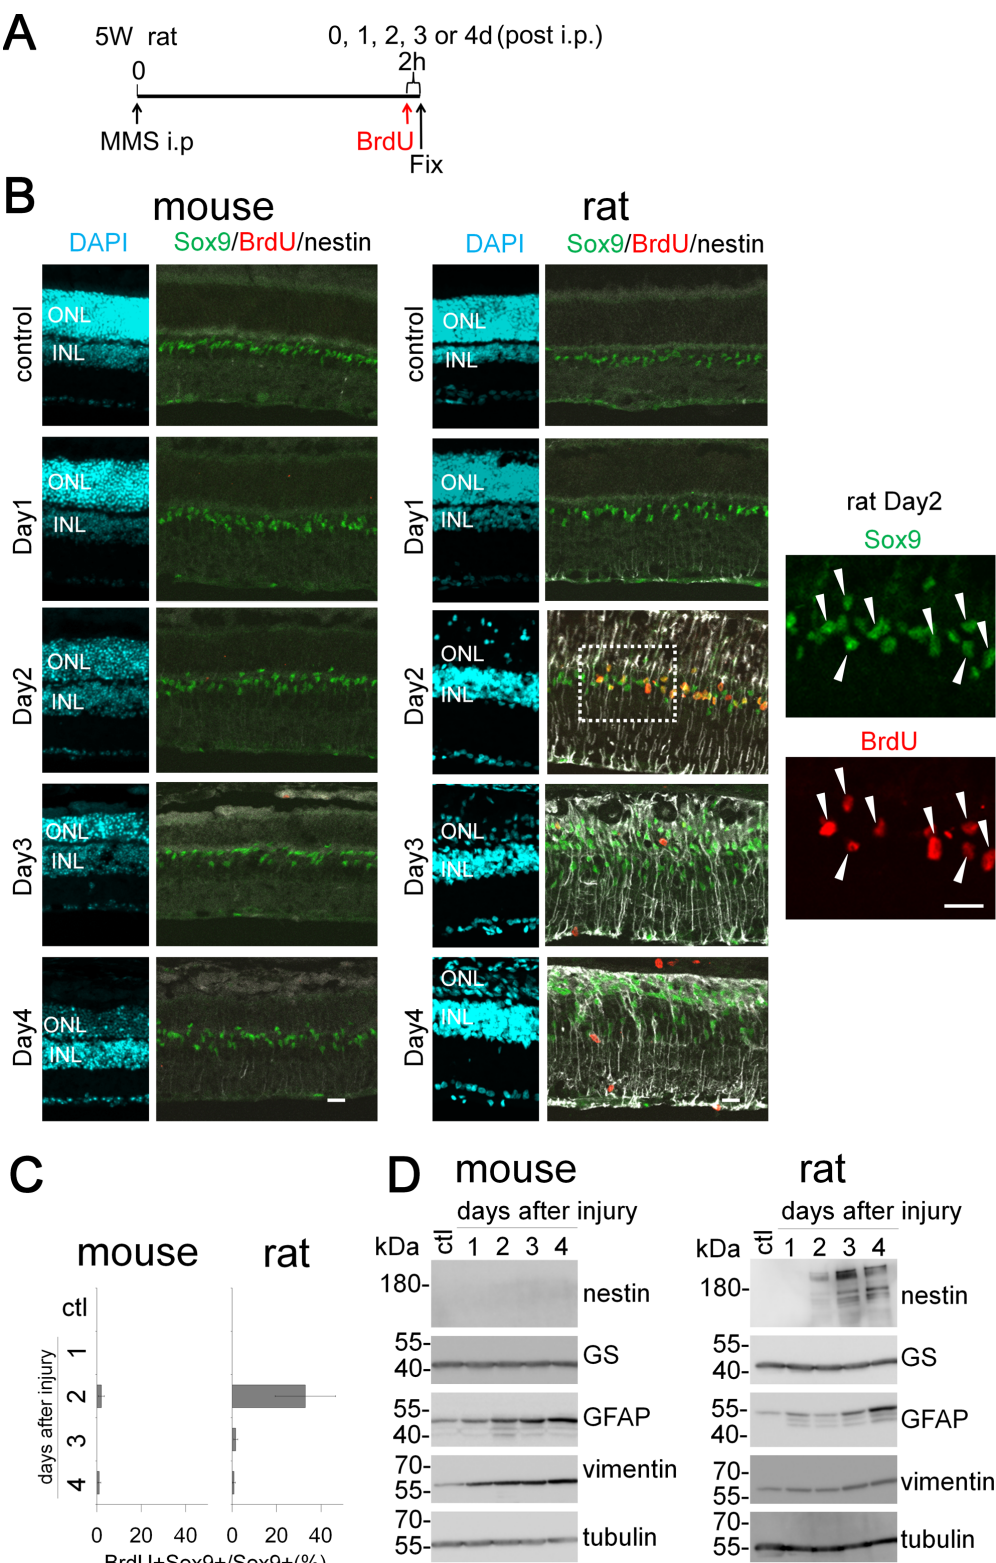 A
5W rat
0, 1, 2, 3 or 4d (post i.p.)
0
2h
MMS i.p
BrdU
Fix
B
mouse
rat
DAPI
Sox9/BrdU/nestin
DAPI
Sox9/BrdU/nestin
control
ONL
INL
control
ONL
INL
Day1
ONL
INL
Day1
ONL
INL
rat Day2
Sox9
Day2
ONL
INL
Day2
ONL
INL
BrdU
Day3
ONL
INL
Day3
ONL
INL
Day4
ONL
INL
Day4
ONL
INL
C
mouse
rat
ctl
1
2
3
4
days after injury
0 20 40
0 20 40
BrdU+Sox9+/Sox9+(%)
D
mouse
rat
days after injury
days after injury
kDa
ctl 1 2 3 4
kDa
ctl 1 2 3 4
180-
nestin
180-
nestin
55-
40-
GS
55-
40-
GS
55-
40-
GFAP
55-
40-
GFAP
70-
55-
vimentin
70-
55-
vimentin
70-
55-
tubulin
70-
55-
tubulin